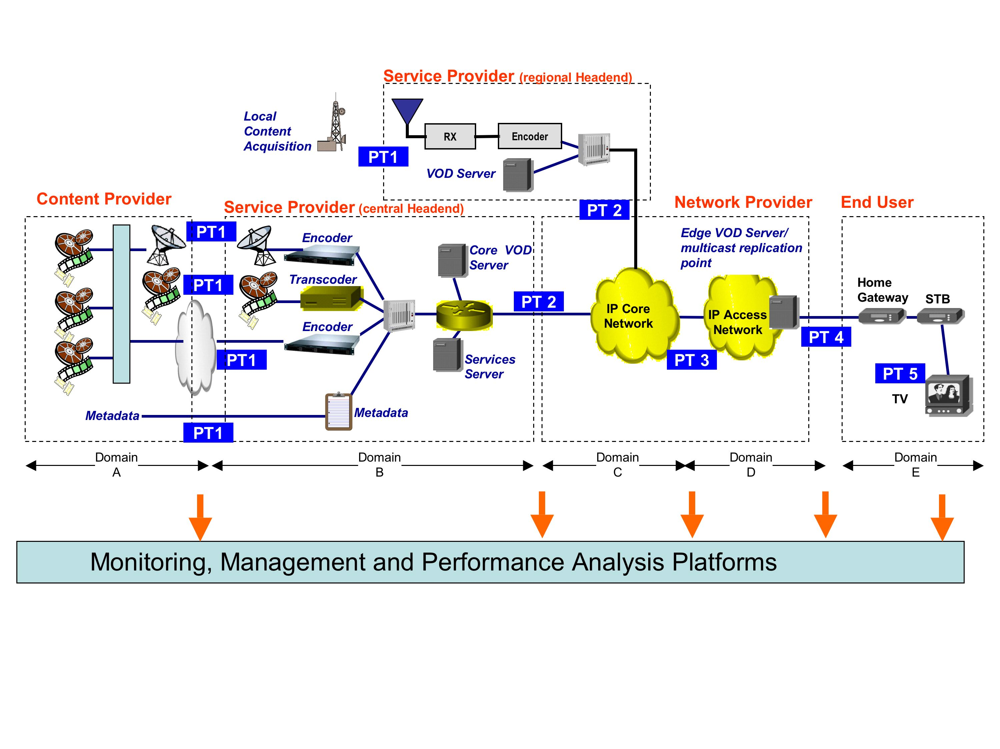 Service Provider (regional Headend)
Local
Content
Acquisition
RX
Encoder
PT1
VOD Server
Content Provider
Service Provider (central Headend)
PT 2
Network Provider
End User
PT1
Encoder
Core VOD
Server
Edge VOD Server/
multicast replication
point
PT1
Transcoder
PT 2
Home
Gateway
STB
IP Core
Network
IP Access
Network
Encoder
PT1
Services
Server
PT 3
PT 4
PT 5
TV
Metadata
Metadata
PT1
Domain
A
Domain
B
Domain
C
Domain
D
Domain
E
Monitoring, Management and Performance Analysis Platforms